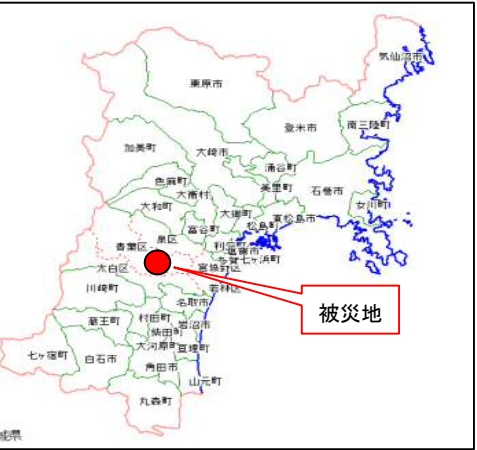 気仙沼市
栗原市
登米市
南三陸町
加美町
大崎市
涌谷町
色麻町
美里町
石巻市
大衡村
女川町
大和町
大郷町
東松島市
松島町
富谷町
泉区
青葉区
利府町
塩竈市
多賀七ヶ浜町
太白区
宮城野区
川崎町
若林区
名取市
被災地
蔵王町
村田町
岩沼市
柴田町
七ヶ宿町
大河原町
亘理町
白石市
角田市
山元町
丸森町
城県